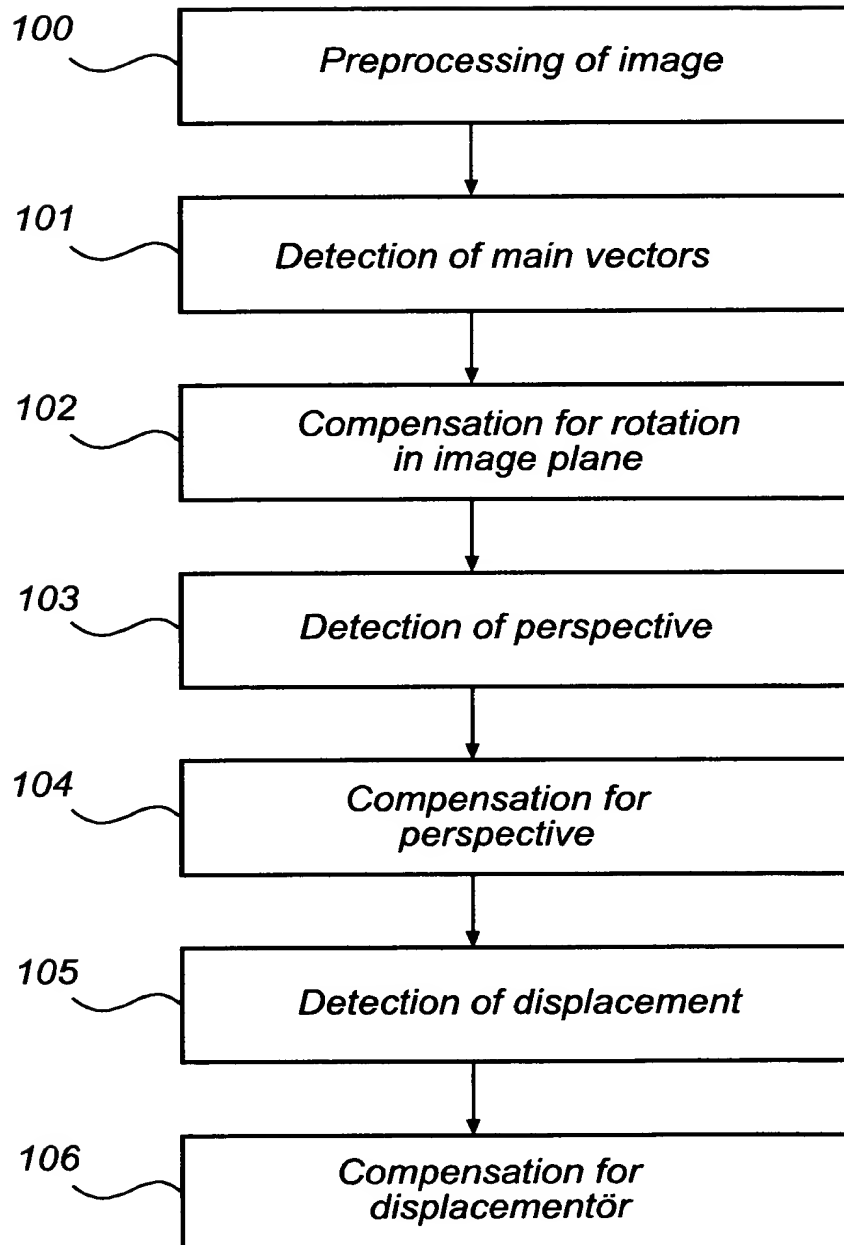 100
Preprocessing of image
101
Detection of main vectors
102
Compensation for rotation
in image plane
103
Detection of perspective
104
Compensation for
perspective
105
Detection of displacement
106
Compensation for
displacementör